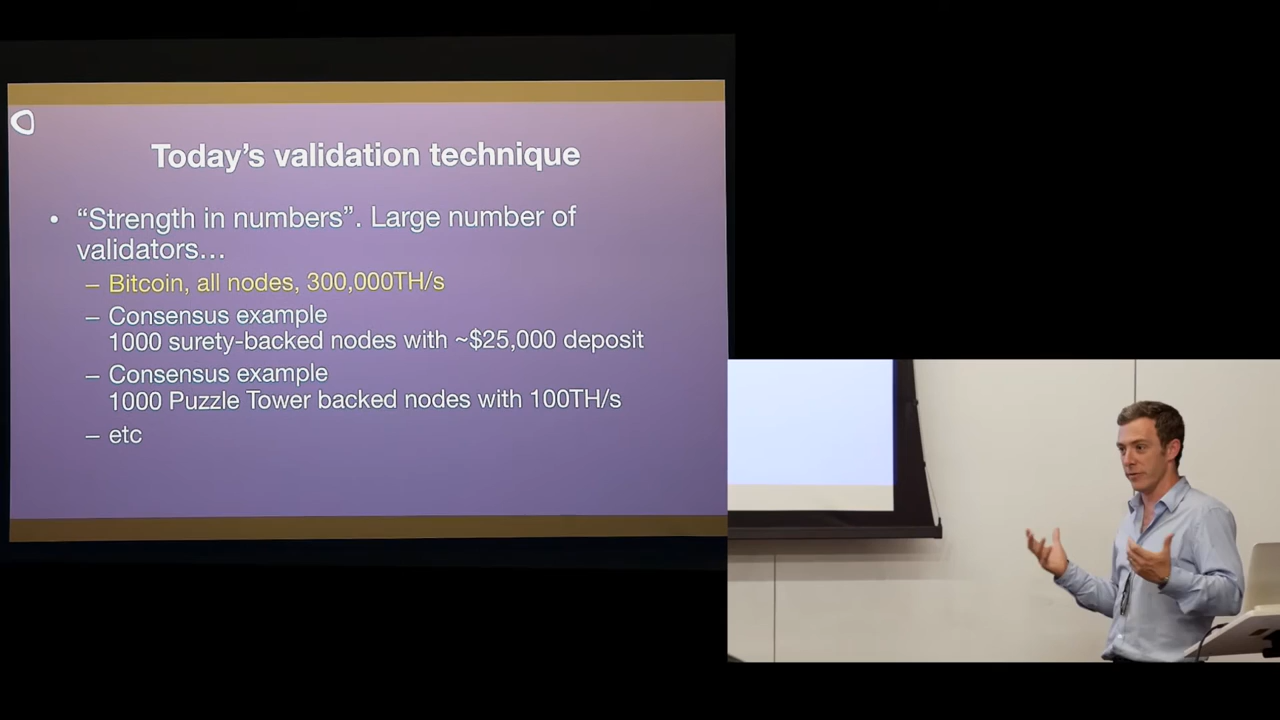 Today’s validation technique
• “Strength in numbers”. Large number of
validators…
– Bitcoin, all nodes, 300,000TH/s
– Consensus example
1000 surety-backed nodes with ~$25,000 deposit
– Consensus example
1000 Puzzle Tower backed nodes with 100TH/s
– etc